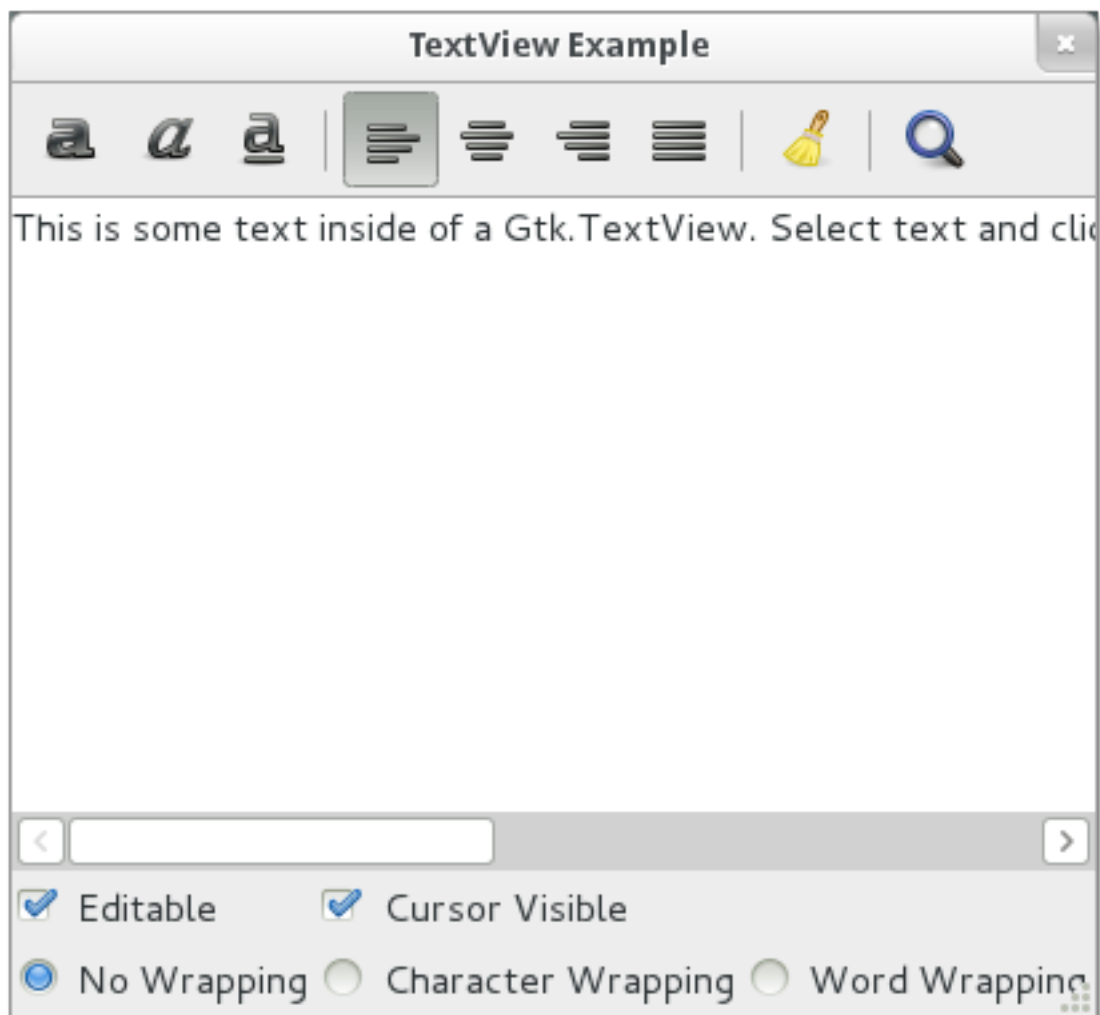 TextView Example
a a a
This is some text inside of a Gtk.TextView. Select text and clic
Editable Cursor Visible
No Wrapping Character Wrapping Word Wrapping